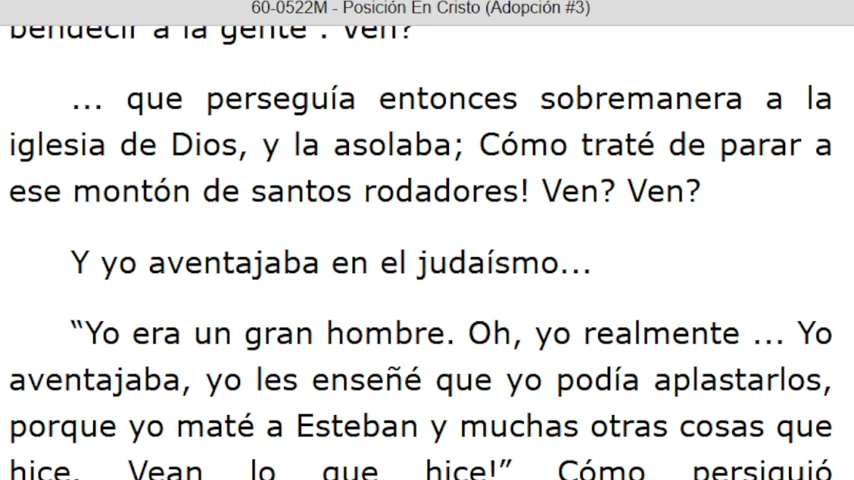 60-0522M - Posición En Cristo (Adopción #3)
bendecir a la gente". Ven?
... que perseguía entonces sobremanera a la
iglesia de Dios, y la asolaba; Cómo traté de parar a
ese montón de santos rodadores! Ven? Ven?
Y yo aventajaba en el judaísmo...
“Yo era un gran hombre. Oh, yo realmente ... Yo
aventajaba, yo les enseñé que yo podía aplastarlos,
porque yo maté a Esteban y muchas otras cosas que
hice. Vean lo que hice!” Cómo persiguió